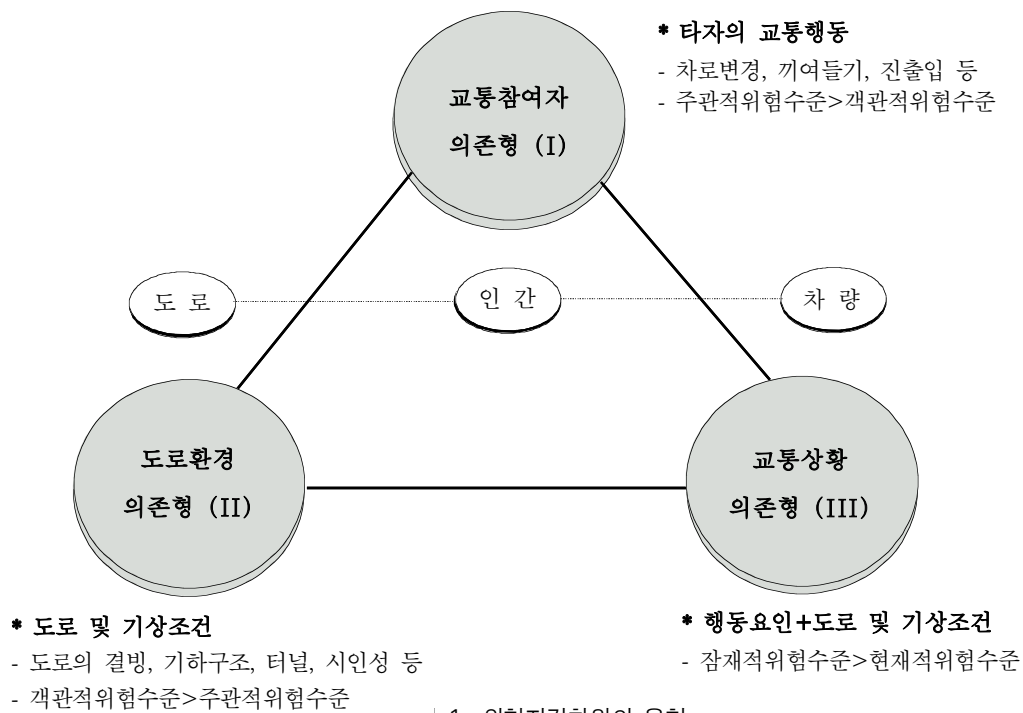 * 타자의 교통행동
- 차로변경, 끼여들기, 진출입 등
- 주관적위험수준>객관적위험수준
교통참여자
의존형 (I)
도 로
인 간
차 량
도로환경
의존형 (II)
교통상황
의존형 (III)
* 도로 및 기상조건
- 도로의 결빙, 기하구조, 터널, 시인성 등
- 객관적위험수준>주관적위험수준
* 행동요인+도로 및 기상조건
- 잠재적위험수준>현재적위험수준